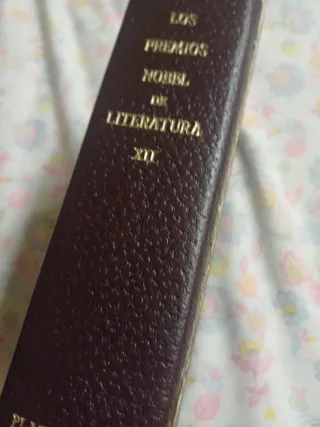 LOS
PREMIOS
NOBEL
DE
LITERATURA
XII